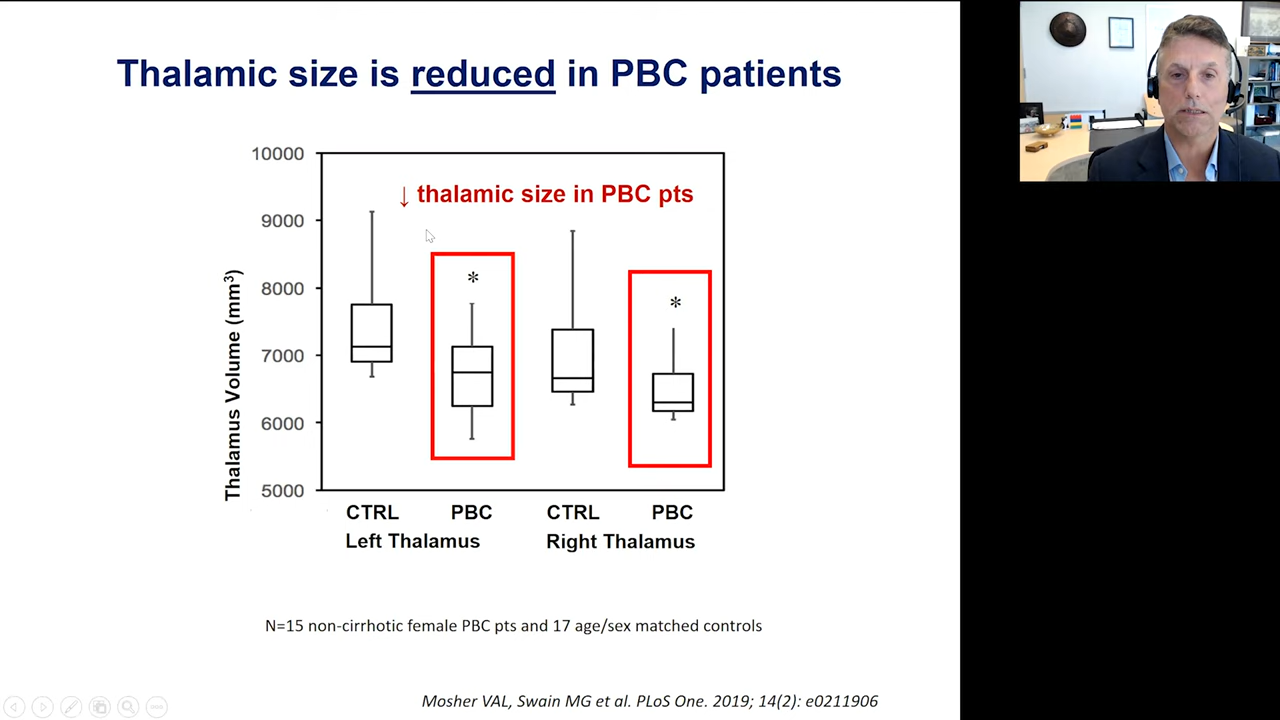 Thalamic size is reduced in PBC patients
10000
↓ thalamic size in PBC pts
9000
*
8000
*
7000
6000
5000
Thalamus Volume (mm³)
CTRL PBC CTRL PBC
Left Thalamus Right Thalamus
N=15 non-cirrhotic female PBC pts and 17 age/sex matched controls
Mosher VAL, Swain MG et al. PLoS One. 2019; 14(2): e0211906